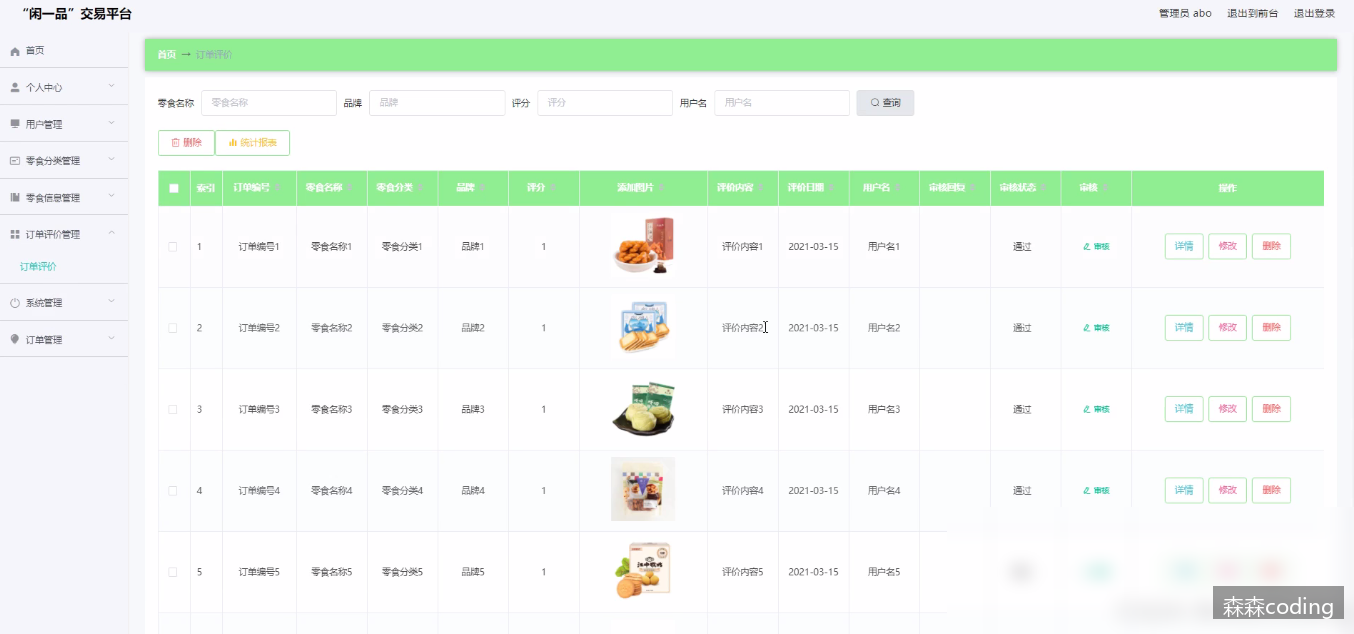 “闲一品”交易平台
管理员 abo 退出到前台 退出登录
首页
个人中心
用户管理
零食分类管理
零食信息管理
订单评价管理
订单评价
系统管理
订单管理
首页 → 订单评价
零食名称 零食名称 品牌 品牌 评分 评分 用户名 用户名 查询
删除 统计报表
索引 订单编号 零食名称 零食分类 品牌 评分 添加图片 评价内容 评价日期 用户名 审核回复 审核状态 审核 操作
1 订单编号1 零食名称1 零食分类1 品牌1 1 评价内容1 2021-03-15 用户名1 通过 审核 详情 修改 删除
2 订单编号2 零食名称2 零食分类2 品牌2 1 评价内容2 2021-03-15 用户名2 通过 审核 详情 修改 删除
3 订单编号3 零食名称3 零食分类3 品牌3 1 评价内容3 2021-03-15 用户名3 通过 审核 详情 修改 删除
4 订单编号4 零食名称4 零食分类4 品牌4 1 评价内容4 2021-03-15 用户名4 通过 审核 详情 修改 删除
5 订单编号5 零食名称5 零食分类5 品牌5 1 评价内容5 2021-03-15 用户名5
森森coding